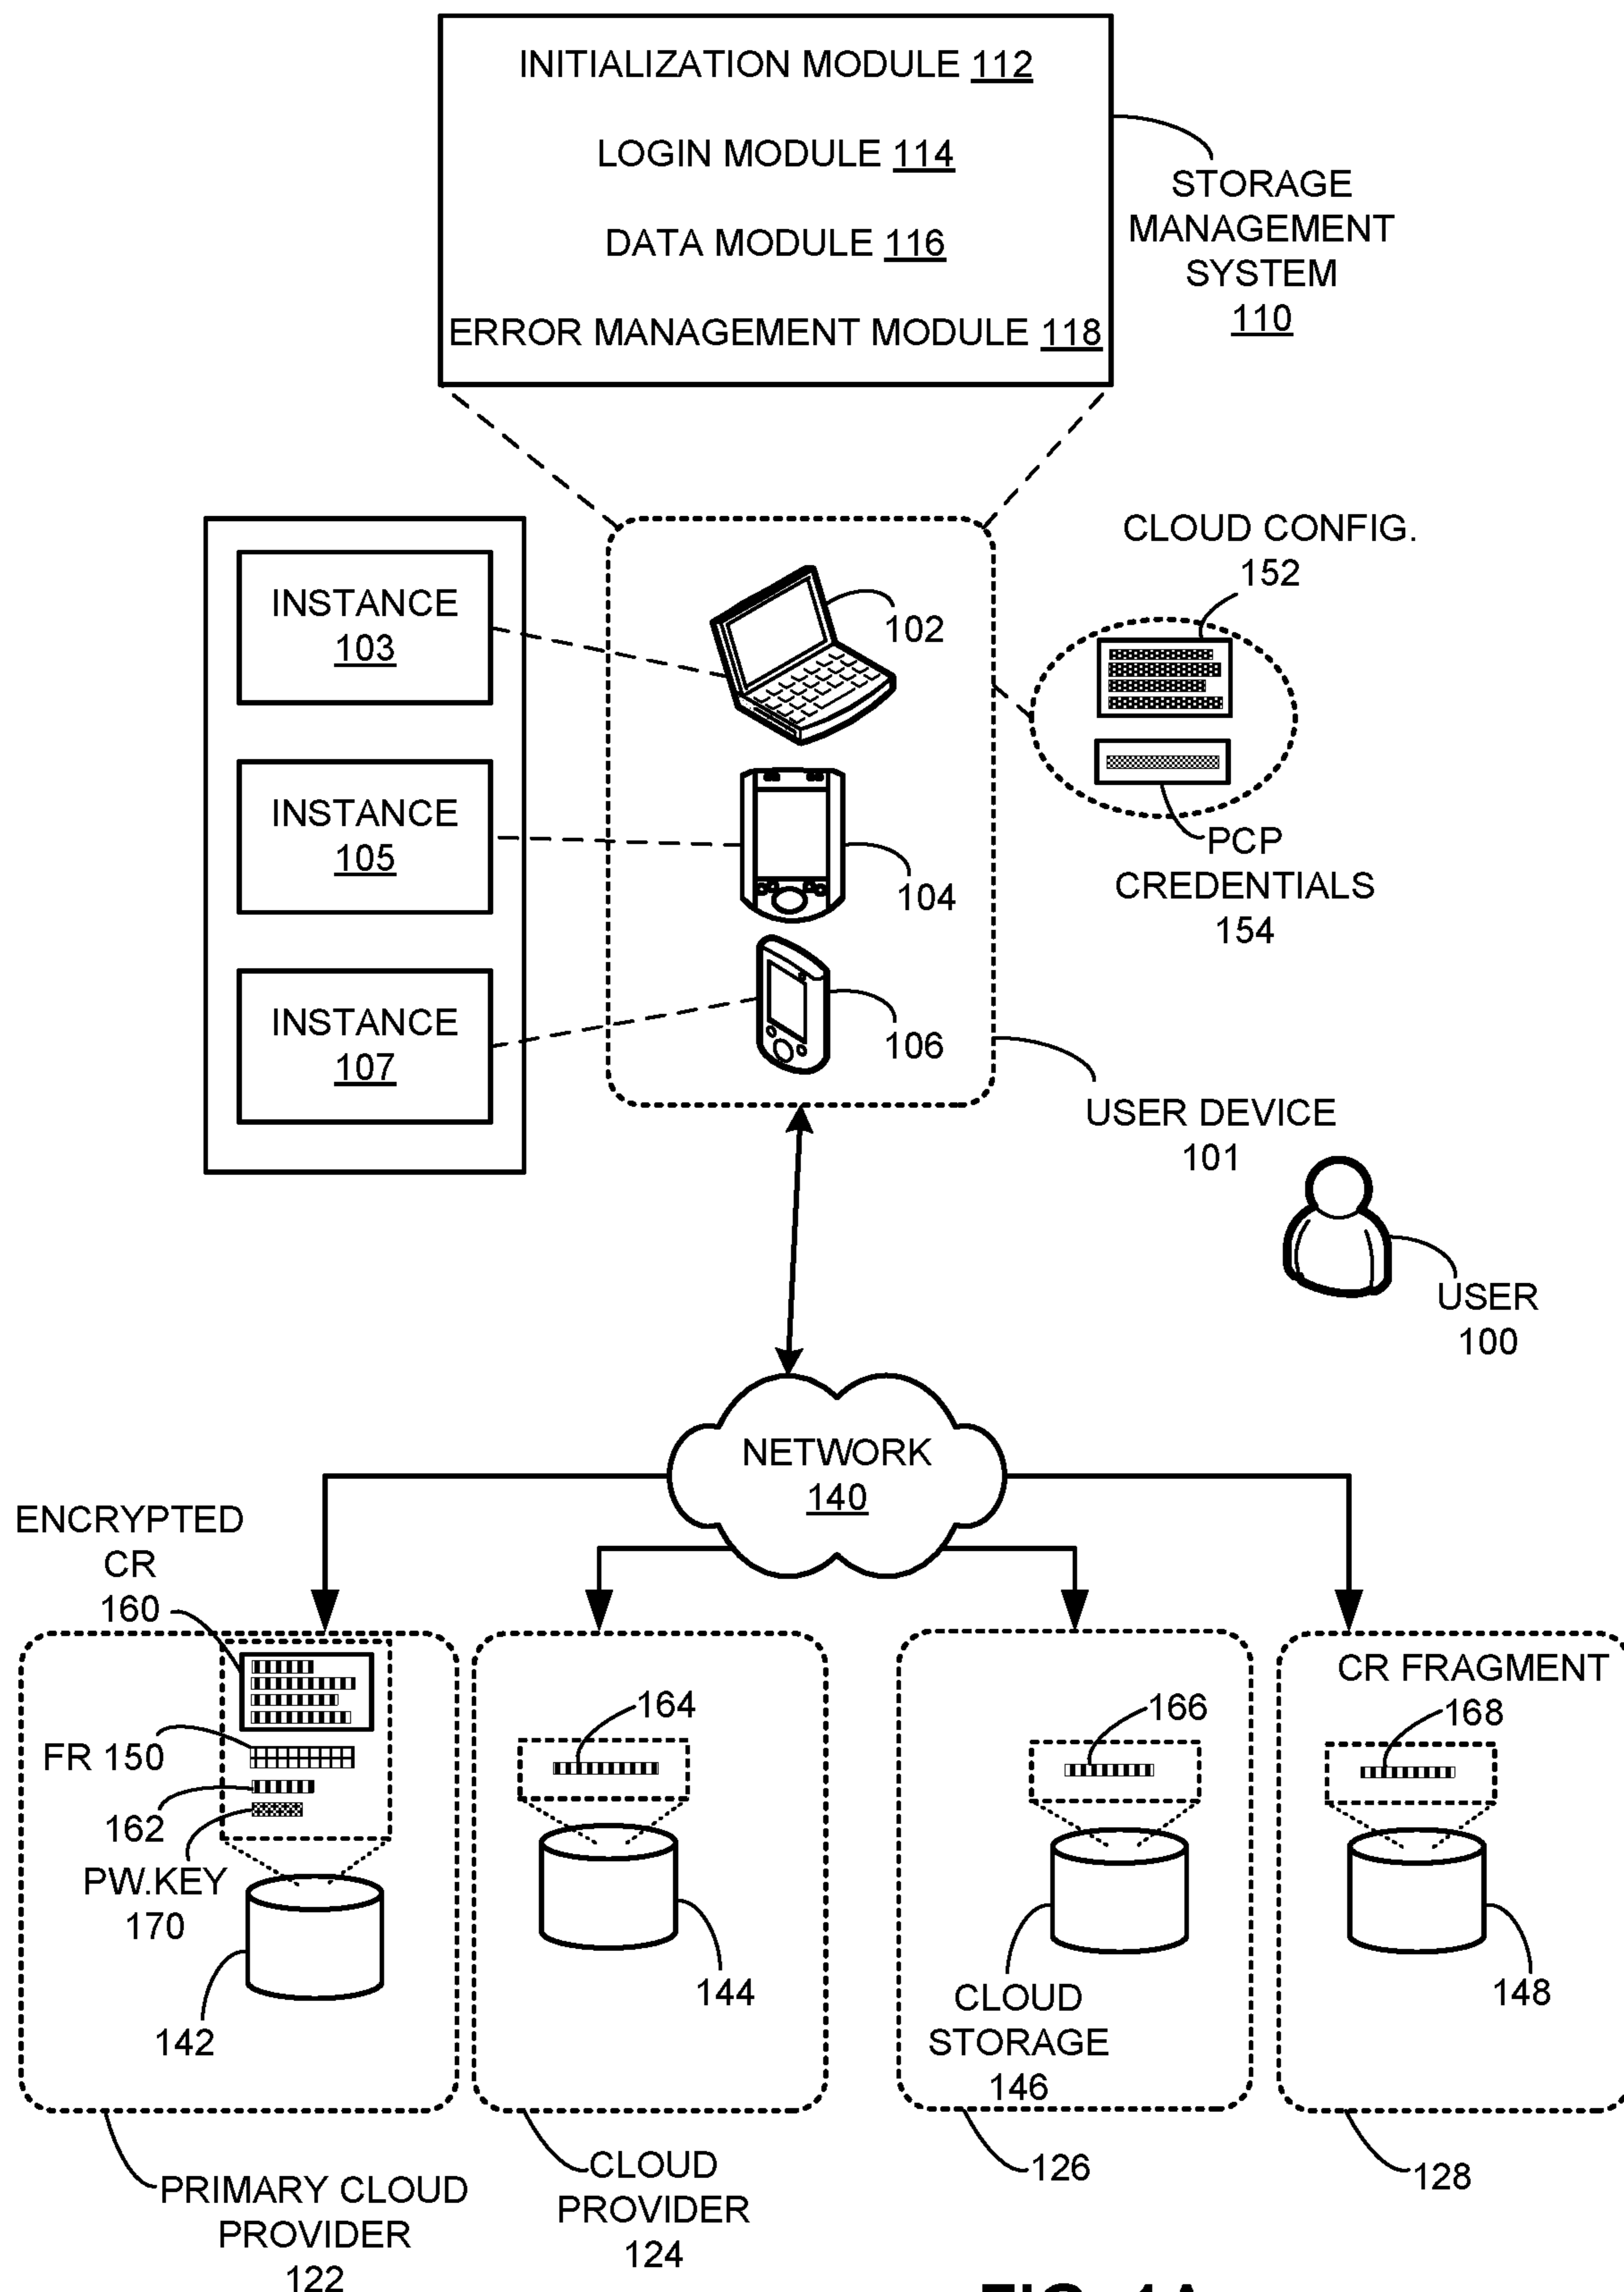 INITIALIZATION MODULE 112
LOGIN MODULE 114
DATA MODULE 116
ERROR MANAGEMENT MODULE 118
STORAGE
MANAGEMENT
SYSTEM
110
INSTANCE
103
INSTANCE
105
INSTANCE
107
102
104
106
CLOUD CONFIG.
152
PCP
CREDENTIALS
154
USER DEVICE
101
USER
100
NETWORK
140
ENCRYPTED
CR
160
FR 150
162
PW.KEY
170
142
164
144
166
CLOUD
STORAGE
146
CR FRAGMENT
168
148
PRIMARY CLOUD
PROVIDER
122
CLOUD
PROVIDER
124
126
128
FIG. 1A